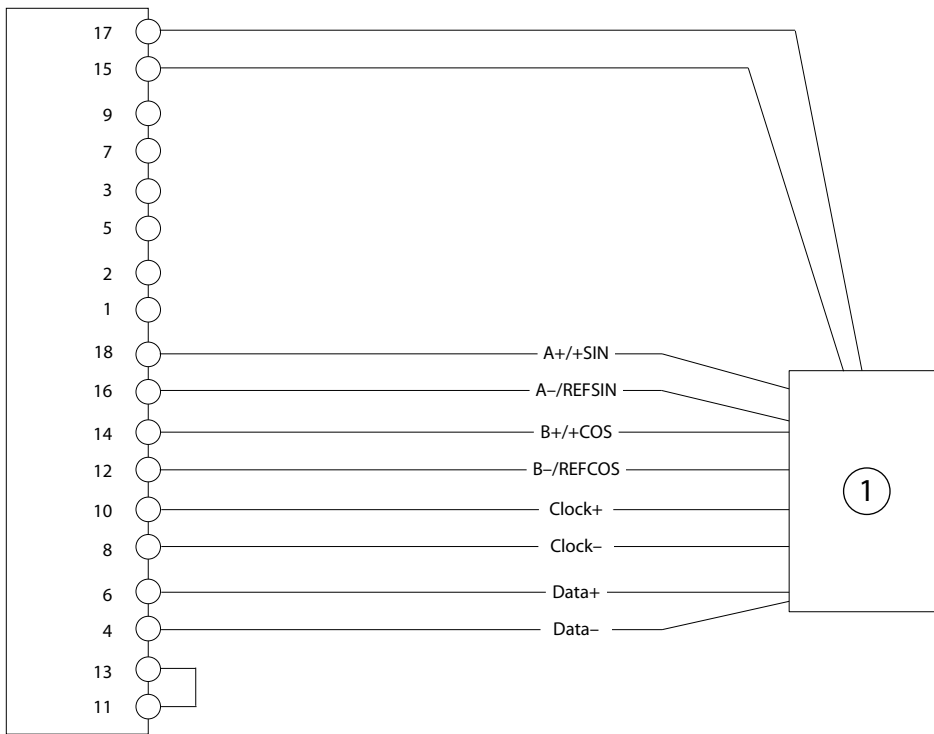 17
15
9
7
3
5
2
1
18 A+/+SIN
16 A–/REFSIN
14 B+/+COS
12 B–/REFCOS
10 Clock+
8 Clock–
6 Data+
4 Data–
13
11
1